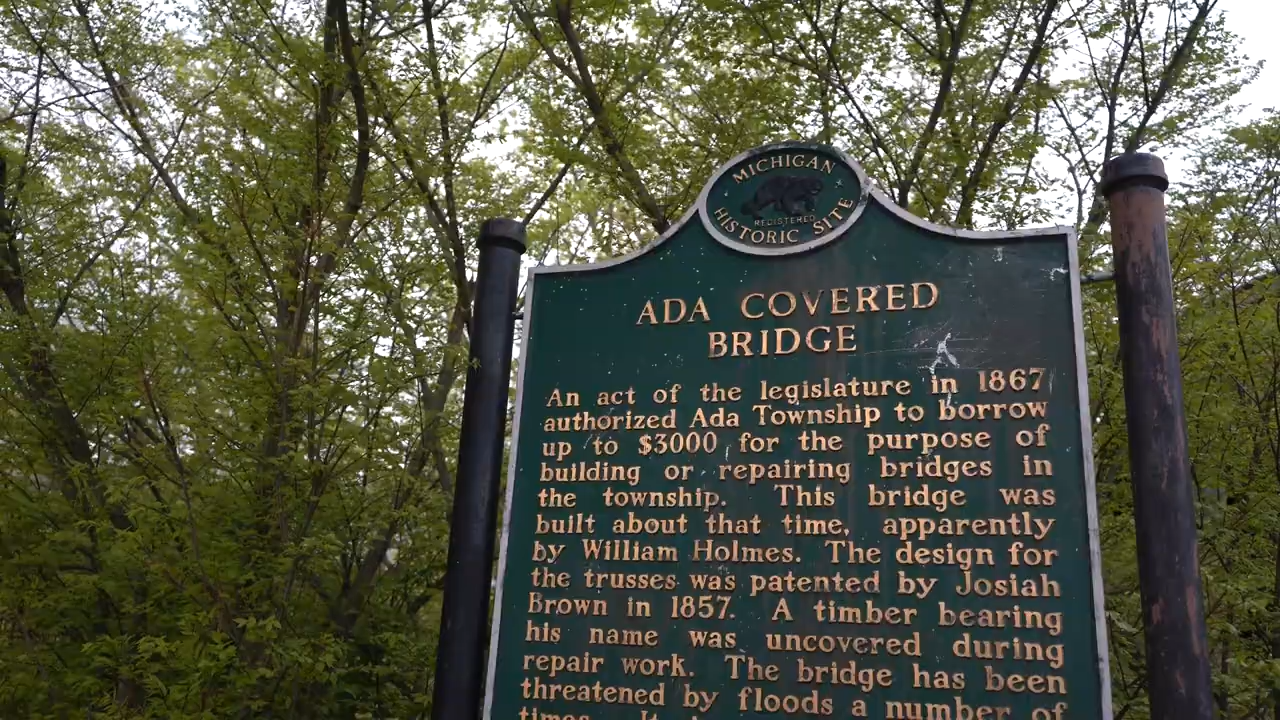 MICHIGAN
REGISTERED
HISTORIC SITE
ADA COVERED
BRIDGE
An act of the legislature in 1867
authorized Ada Township to borrow
up to $3000 for the purpose of
building or repairing bridges in
the township. This bridge was
built about that time, apparently
by William Holmes. The design for
the trusses was patented by Josiah
Brown in 1857. A timber bearing
his name was uncovered during
repair work. The bridge has been
threatened by floods a number of
times. It